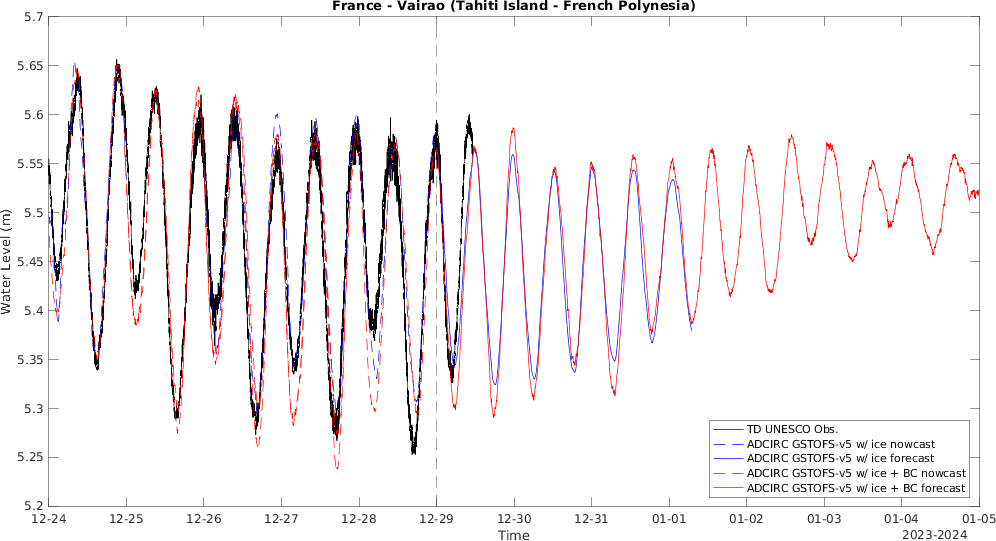 France - Vairao (Tahiti Island - French Polynesia)
5.7
5.65
5.6
5.55
5.5
5.45
5.4
5.35
5.3
5.25
5.2
Water Level (m)
TD UNESCO Obs.
ADCIRC GSTOFS-v5 w/ ice nowcast
ADCIRC GSTOFS-v5 w/ ice forecast
ADCIRC GSTOFS-v5 w/ ice + BC nowcast
ADCIRC GSTOFS-v5 w/ ice + BC forecast
12-24 12-25 12-26 12-27 12-28 12-29 12-30 12-31 01-01 01-02 01-03 01-04 01-05
Time
2023-2024